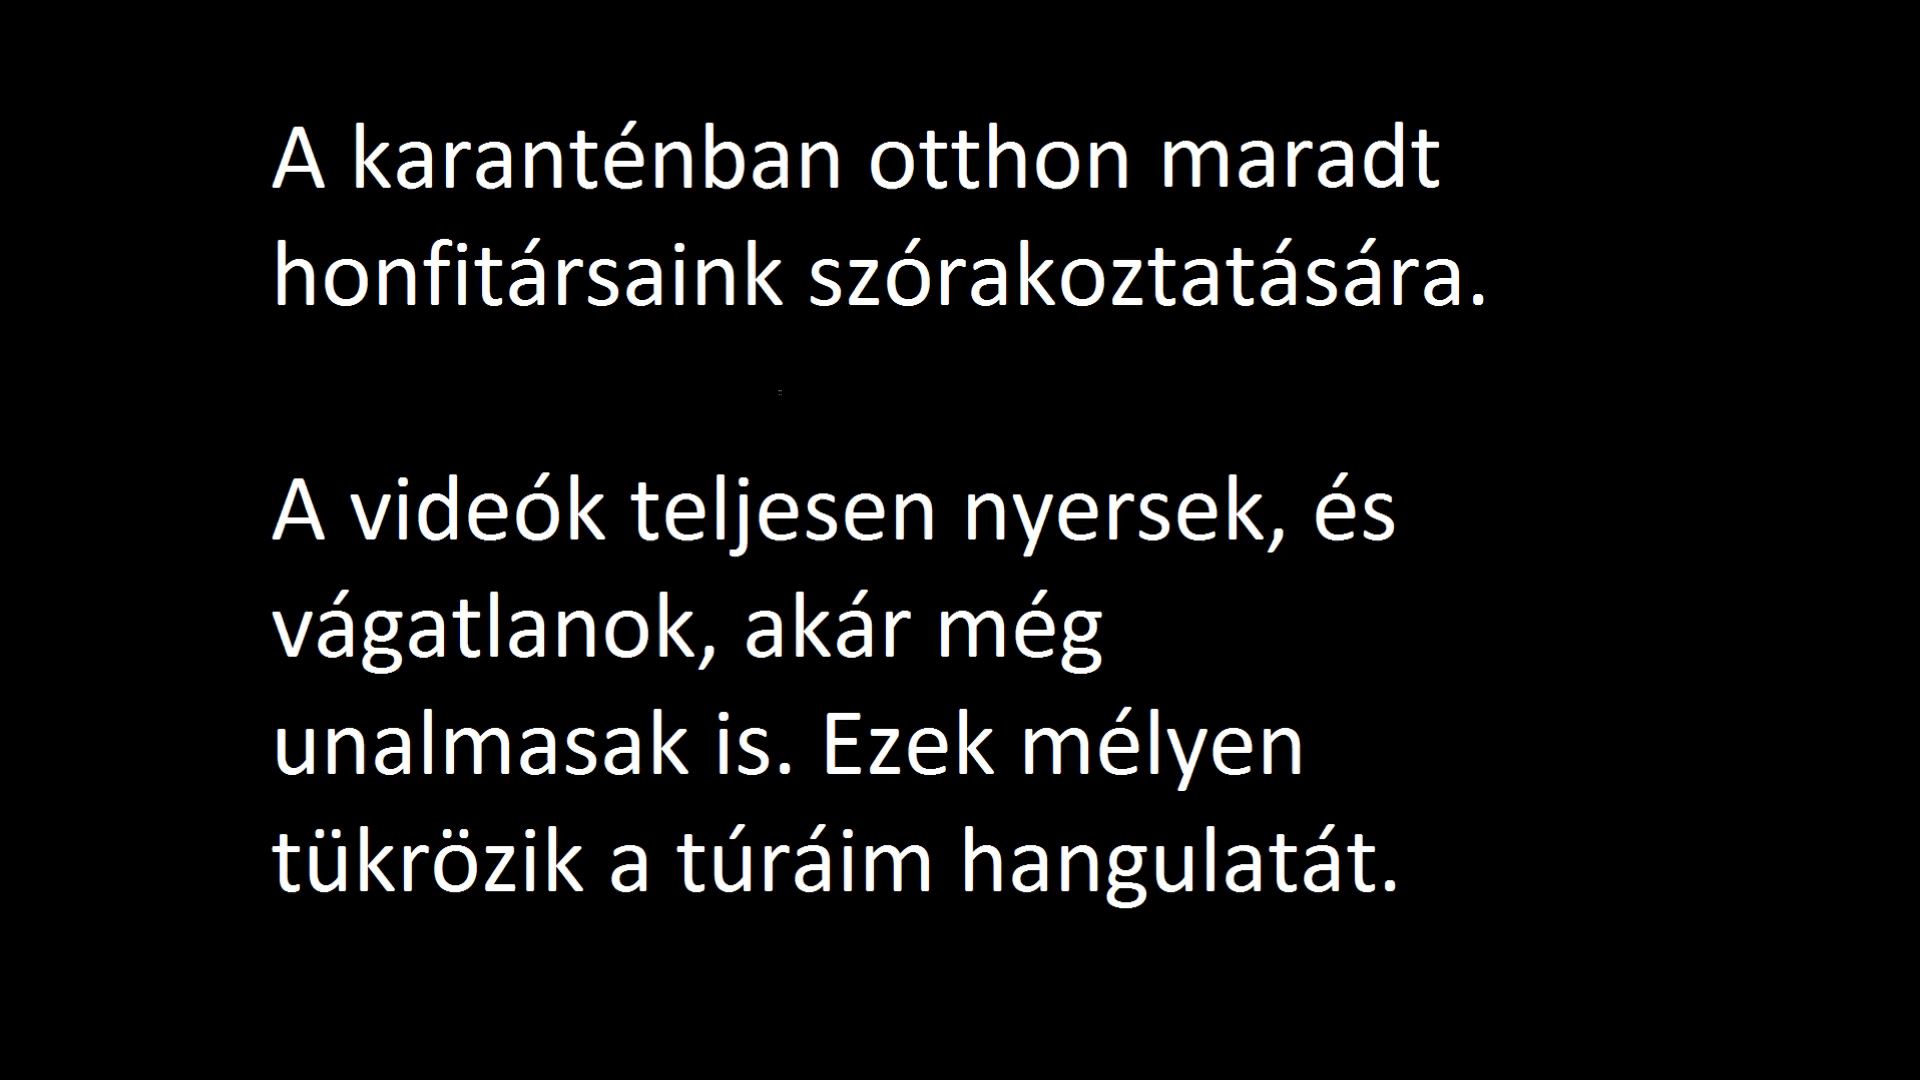 A karanténban otthon maradt
honfitársaink szórakoztatására.
A videók teljesen nyersek, és
vágatlanok, akár még
unalmasak is. Ezek mélyen
tükrözik a túráim hangulatát.